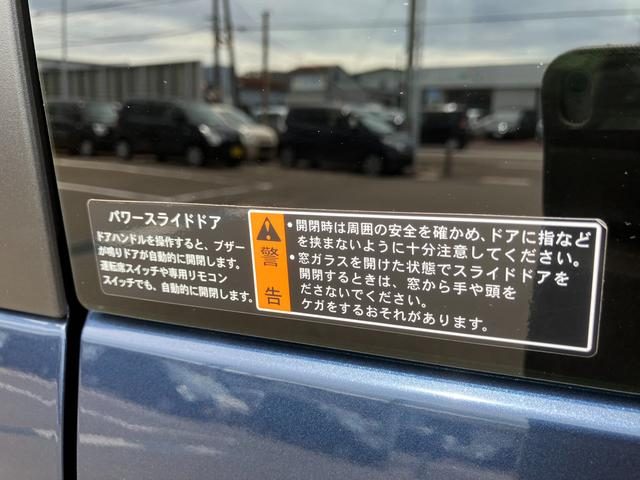 パワースライドドア
ドアハンドルを操作すると、ブザー
が鳴りドアが自動的に開閉します。
運転席スイッチや専用リモコン
スイッチでも、自動的に開閉します。
警告
・開閉時は周囲の安全を確かめ、ドアに指など
を挟まないように十分注意してください。
・窓ガラスを開けた状態でスライドドアを
開閉するときは、窓から手や頭を
ださないでください。
ケガをするおそれがあります。